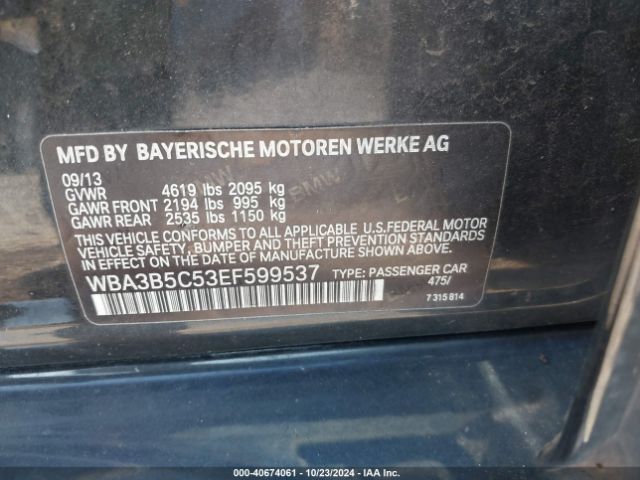 MFD BY BAYERISCHE MOTOREN WERKE AG
09/13
GVWR 4619 lbs 2095 kg
GAWR FRONT 2194 lbs 995 kg
GAWR REAR 2535 lbs 1150 kg
THIS VEHICLE CONFORMS TO ALL APPLICABLE U.S.FEDERAL MOTOR
VEHICLE SAFETY, BUMPER AND THEFT PREVENTION STANDARDS
IN EFFECT ON THE DATE OF MANUFACTURE SHOWN ABOVE.
WBA3B5C53EF599537 TYPE: PASSENGER CAR
475/
7 315 814
000-40674061 | 10/23/2024 | IAA INC.